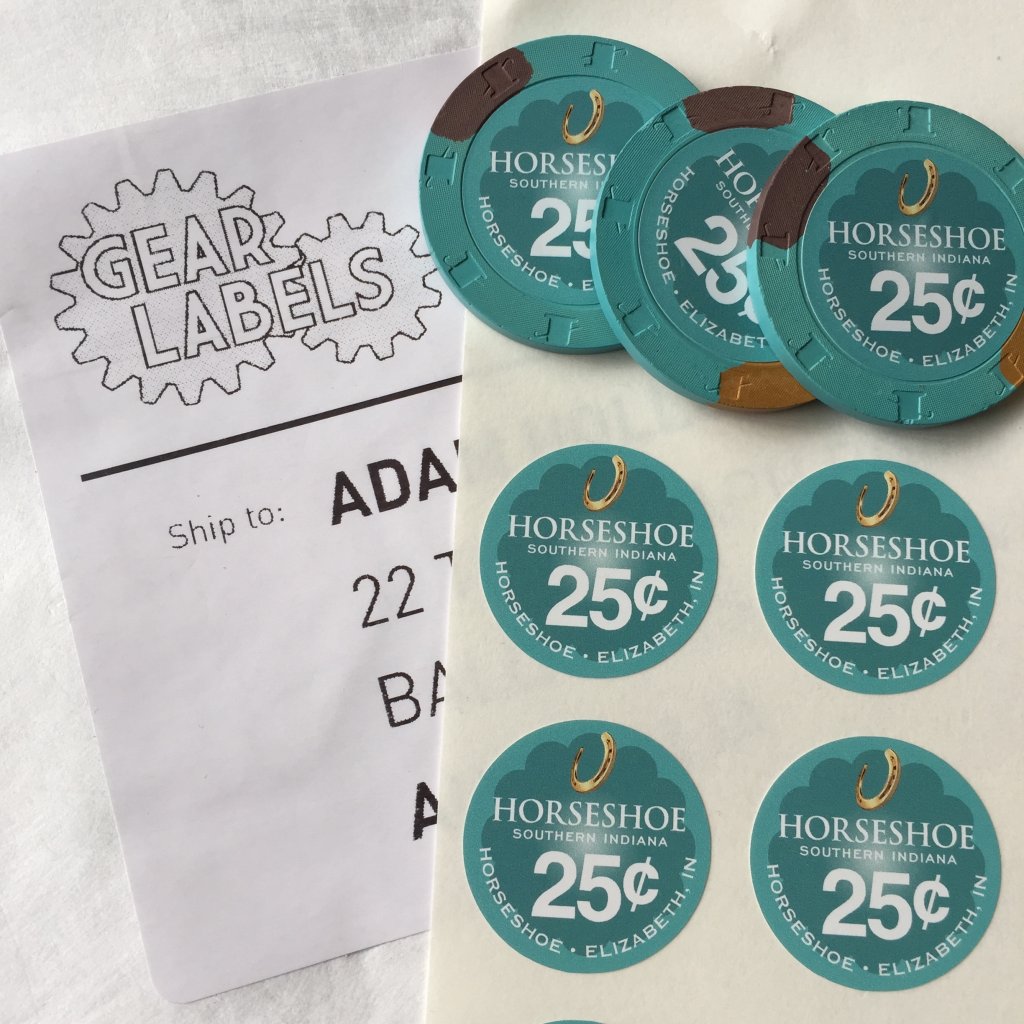 GEAR
LABELS
Ship to: ADA
22
BA
A
HORSESHOE
SOUTHERN
25
HORSESHOE •
HORSESHOE • ELIZABETH
25
HORSESHOE
SOUTHERN INDIANA
25¢
HORSESHOE • ELIZABETH, IN
HORSESHOE
SOUTHERN INDIANA
25¢
HORSESHOE • ELIZABETH, IN
HORSESHOE
SOUTHERN INDIANA
25¢
HORSESHOE • ELIZABETH, IN
HORSESHOE
SOUTHERN INDIANA
25¢
HORSESHOE • ELIZABETH, IN
HORSESHOE
SOUTHERN INDIANA
25¢
HORSESHOE • ELIZABETH, IN